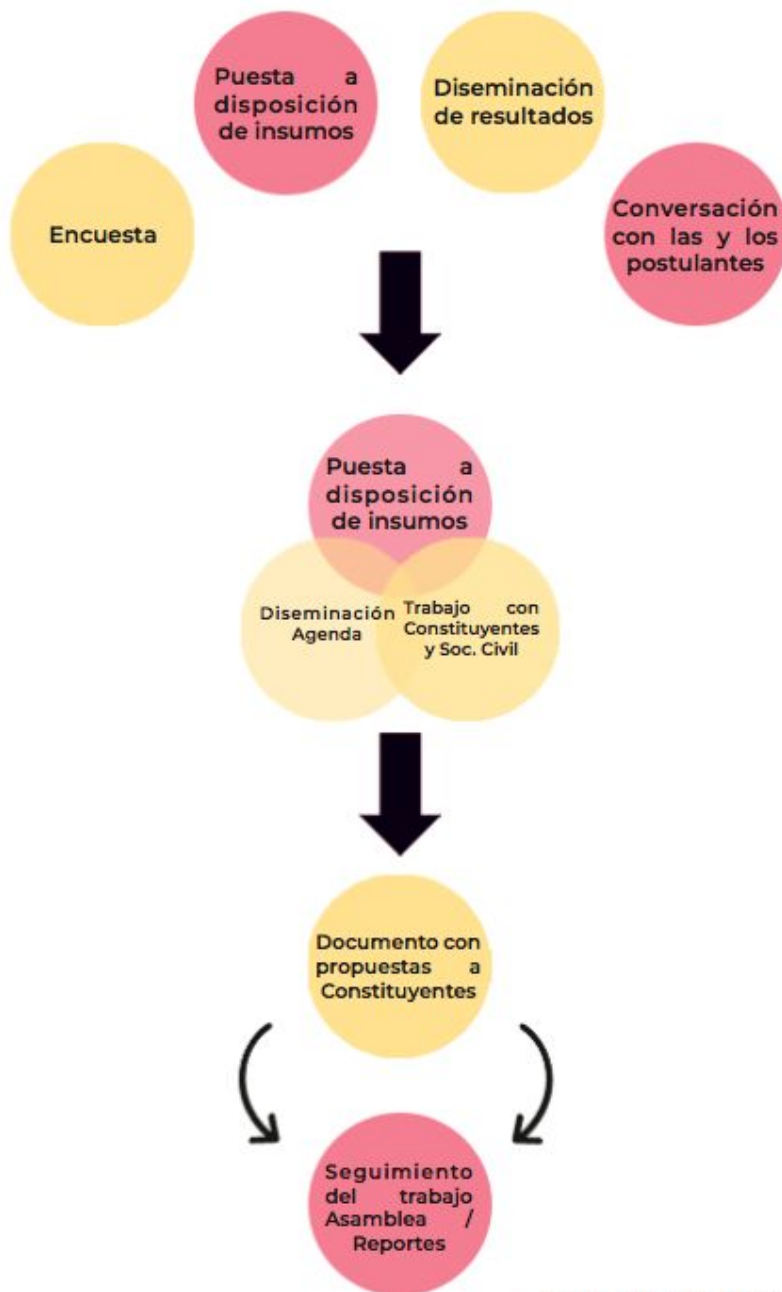 Puesta a
disposición
de insumos
Diseminación
de resultados
Encuesta
Conversación
con las y los
postulantes
Puesta a
disposición
de insumos
Diseminación
Agenda
Trabajo con
Constituyentes
y Soc. Civil
Documento con
propuestas a
Constituyentes
Seguimiento
del trabajo
Asamblea /
Reportes